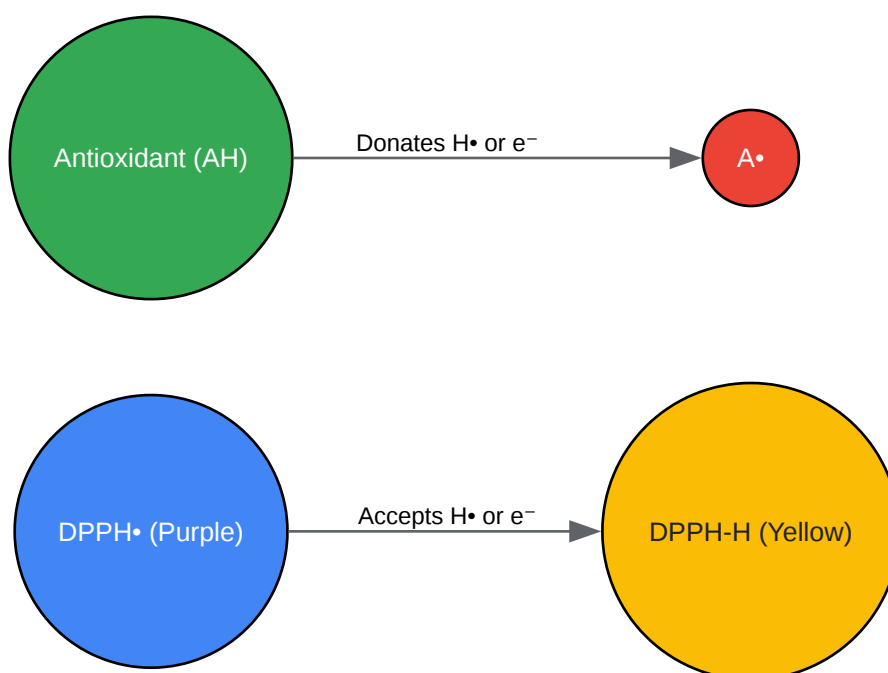 Antioxidant (AH)
Donates H• or e⁻
A•
DPPH• (Purple)
Accepts H• or e⁻
DPPH-H (Yellow)